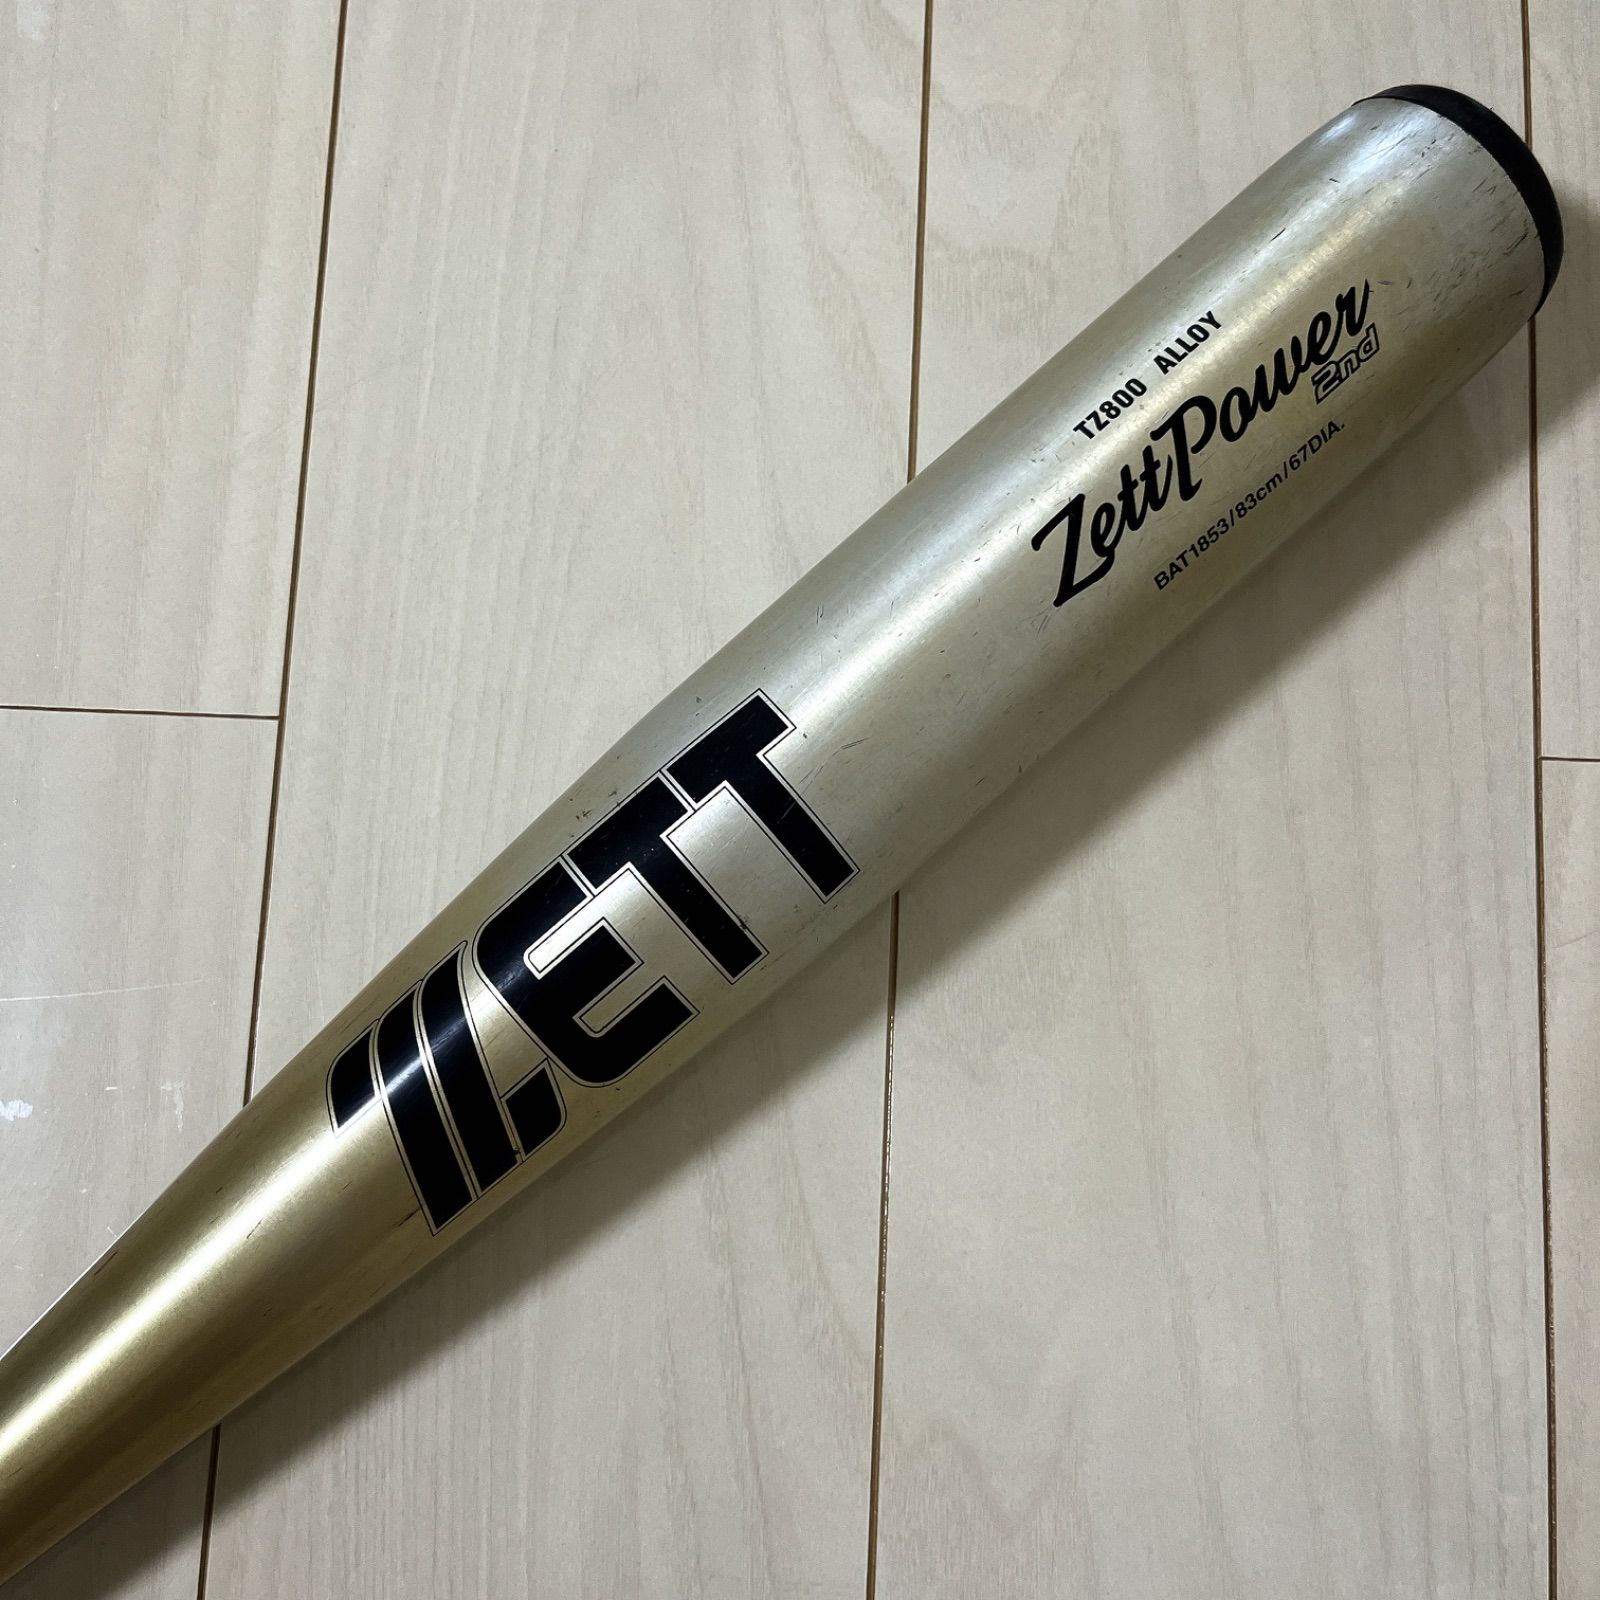 TZ800 ALLOY
ZettPower
2nd
BAT1853/83cm/67DIA.
ZETT